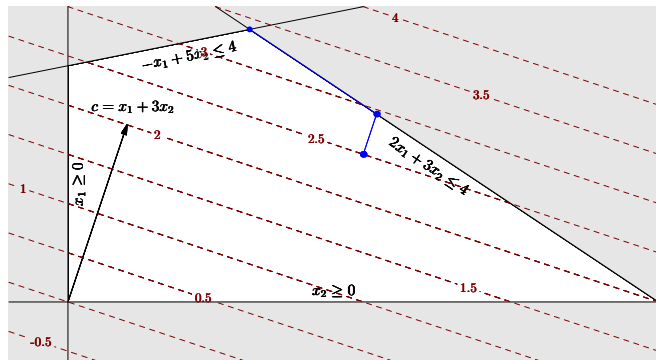 4
3
−x₁ + 5x₂ ≤ 4
3.5
c = x₁ + 3x₂
2
2.5
2x₁ + 3x₂ ≤ 4
x₁ ≥ 0
1
x₂ ≥ 0
1.5
0.5
-0.5